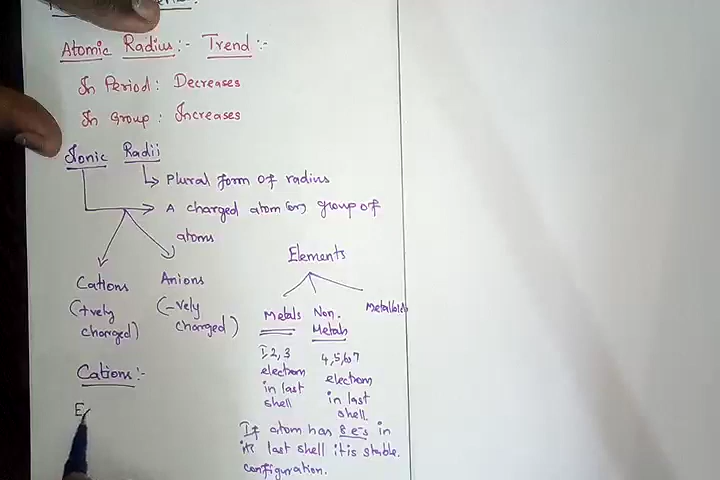 Atomic Radius:- Trend :-
In Period: Decreases
In Group: Increases
Ionic Radii
Plural form of radius
A charged atom (or) group of
atoms
Cations
(+vely
charged)
Anions
(-vely
charged)
Elements
Metals
1,2,3
electron
in last
shell
Non.
Metals
4,5,6,7
electron
in last
shell.
Metalloids
If atom has 8 e-s in
its last shell it is stable.
configuration.
Cations:-
E